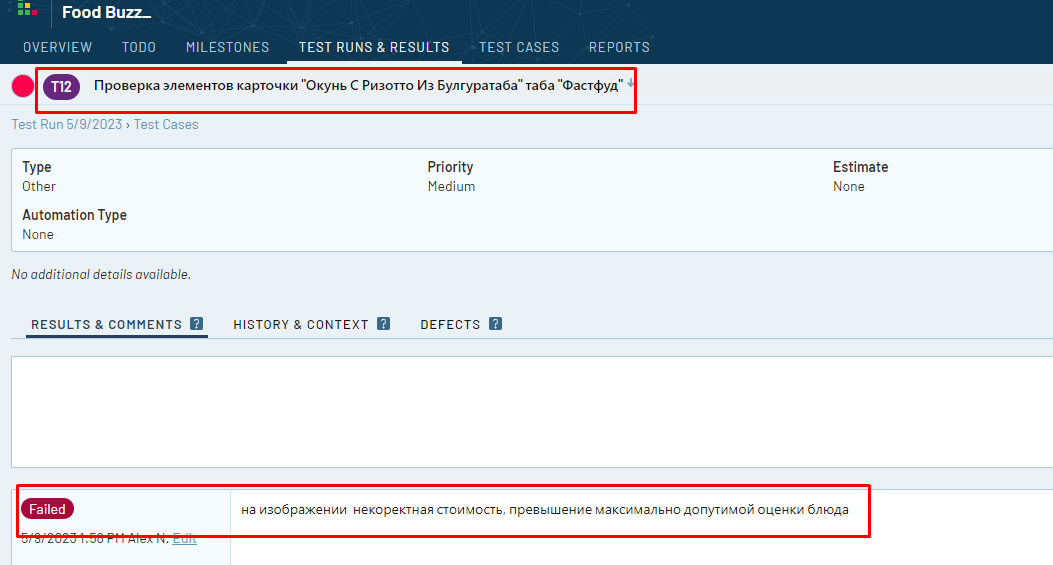 Food Buzz_
OVERVIEW TODO MILESTONES TEST RUNS & RESULTS TEST CASES REPORTS
T12 Проверка элементов карточки "Окунь С Ризотто Из Булгуратаба" таба "Фастфуд"
Test Run 5/9/2023 › Test Cases
Type Priority Estimate
Other Medium None
Automation Type
None
No additional details available.
RESULTS & COMMENTS ? HISTORY & CONTEXT ? DEFECTS ?
Failed на изображении некоректная стоимость, превышение максимально допутимой оценки блюда
5/9/2023 1:58 PM Alex N. Edit